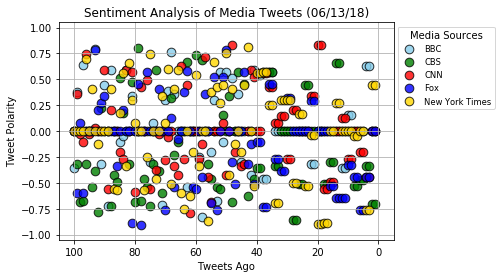 Sentiment Analysis of Media Tweets (06/13/18)
1.00
0.75
0.50
0.25
0.00
−0.25
−0.50
−0.75
−1.00
Tweet Polarity
100
80
60
40
20
0
Tweets Ago
Media Sources
BBC
CBS
CNN
Fox
New York Times